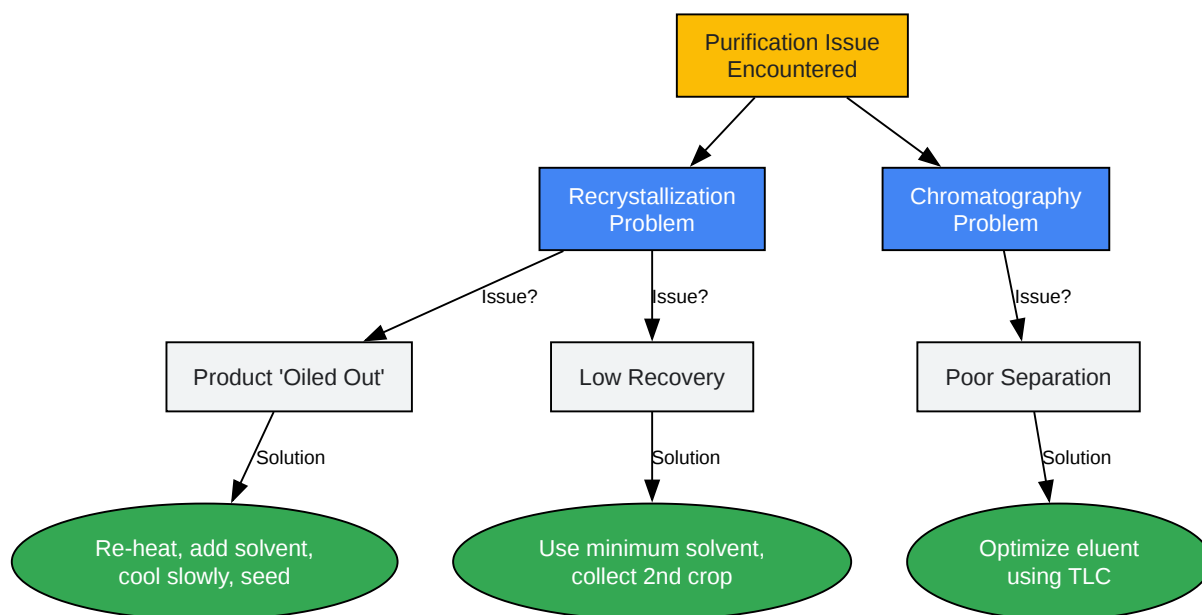 Purification Issue
Encountered
Recrystallization
Problem
Chromatography
Problem
Issue?
Issue?
Issue?
Product 'Oiled Out'
Low Recovery
Poor Separation
Solution
Solution
Solution
Re-heat, add solvent,
cool slowly, seed
Use minimum solvent,
collect 2nd crop
Optimize eluent
using TLC